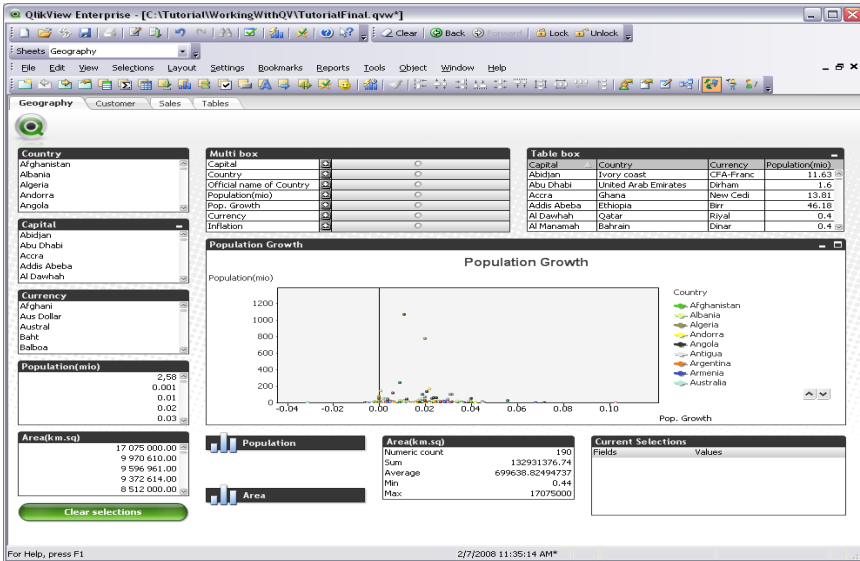 QlikView Enterprise - [C:\Tutorial\WorkingWithQV\TutorialFinal.qvw*]
Clear Back Forward Lock Unlock
Sheets Geography
File Edit View Selections Layout Settings Bookmarks Reports Tools Object Window Help
Geography Customer Sales Tables
Country
Afghanistan
Albania
Algeria
Andorra
Angola
Capital
Abidjan
Abu Dhabi
Accra
Addis Abeba
Al Dawhah
Currency
Afghani
Aus Dollar
Austral
Baht
Balboa
Population(mio)
2,58
0.001
0.01
0.02
0.03
Area(km.sq)
17 075 000.00
9 970 610.00
9 596 961.00
9 372 614.00
8 512 000.00
Clear selections
Multi box
Capital
Country
Official name of Country
Population(mio)
Pop. Growth
Currency
Inflation
Table box
Capital Country Currency Population(mio)
Abidjan Ivory coast CFA-Franc 11.63
Abu Dhabi United Arab Emirates Dirham 1.6
Accra Ghana New Cedi 13.81
Addis Abeba Ethiopia Birr 46.18
Al Dawhah Qatar Riyal 0.4
Al Manamah Bahrain Dinar 0.4
Population Growth
Population Growth
Population(mio)
1200
1000
800
600
400
200
0
-0.04 -0.02 0.00 0.02 0.04 0.06 0.08 0.10
Pop. Growth
Country
Afghanistan
Albania
Algeria
Andorra
Angola
Antigua
Argentina
Armenia
Australia
Population
Area
Area(km.sq)
Numeric count 190
Sum 132931376.74
Average 699638.82494737
Min 0.44
Max 17075000
Current Selections
Fields Values
For Help, press F1
2/7/2008 11:35:14 AM*